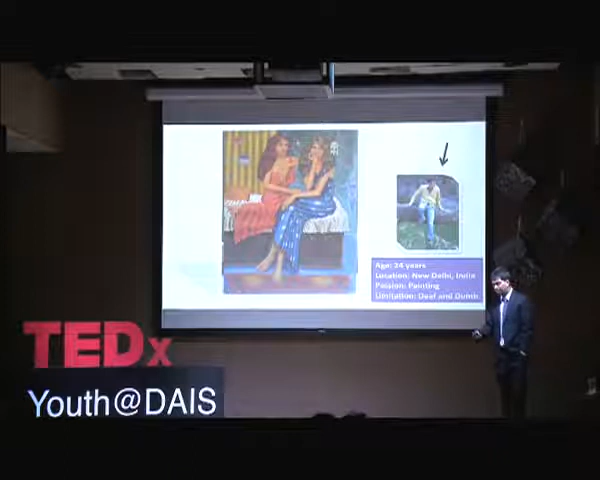 Age: 24 years
Location: New Delhi, India
Passion: Painting
Limitation: Deaf and Dumb
TEDx
Youth@DAIS